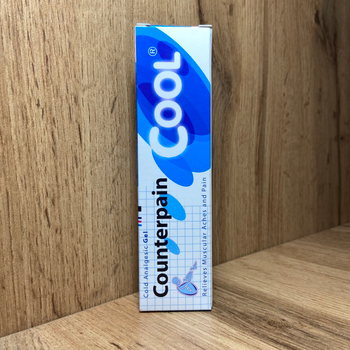 Cold Analgesic Gel
Counterpain
COOL®
Relieves Muscular Aches and Pain